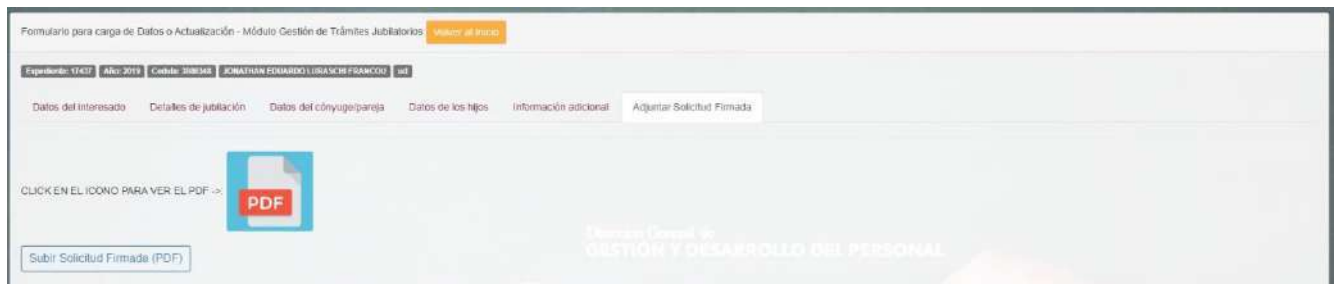 Formulario para carga de Datos o Actualización - Módulo Gestión de Trámites Jubilatorios Volver al Inicio
Expediente: 17437 Año: 2019 Cedula: JONATHAN EDUARDO LURASCHI FRANCOU
Datos del interesado Detalles de jubilación Datos del cónyuge/pareja Datos de los hijos Información adicional Adjuntar Solicitud Firmada
CLICK EN EL ICONO PARA VER EL PDF ->
PDF
Dirección General de
GESTIÓN Y DESARROLLO DEL PERSONAL
Subir Solicitud Firmada (PDF)